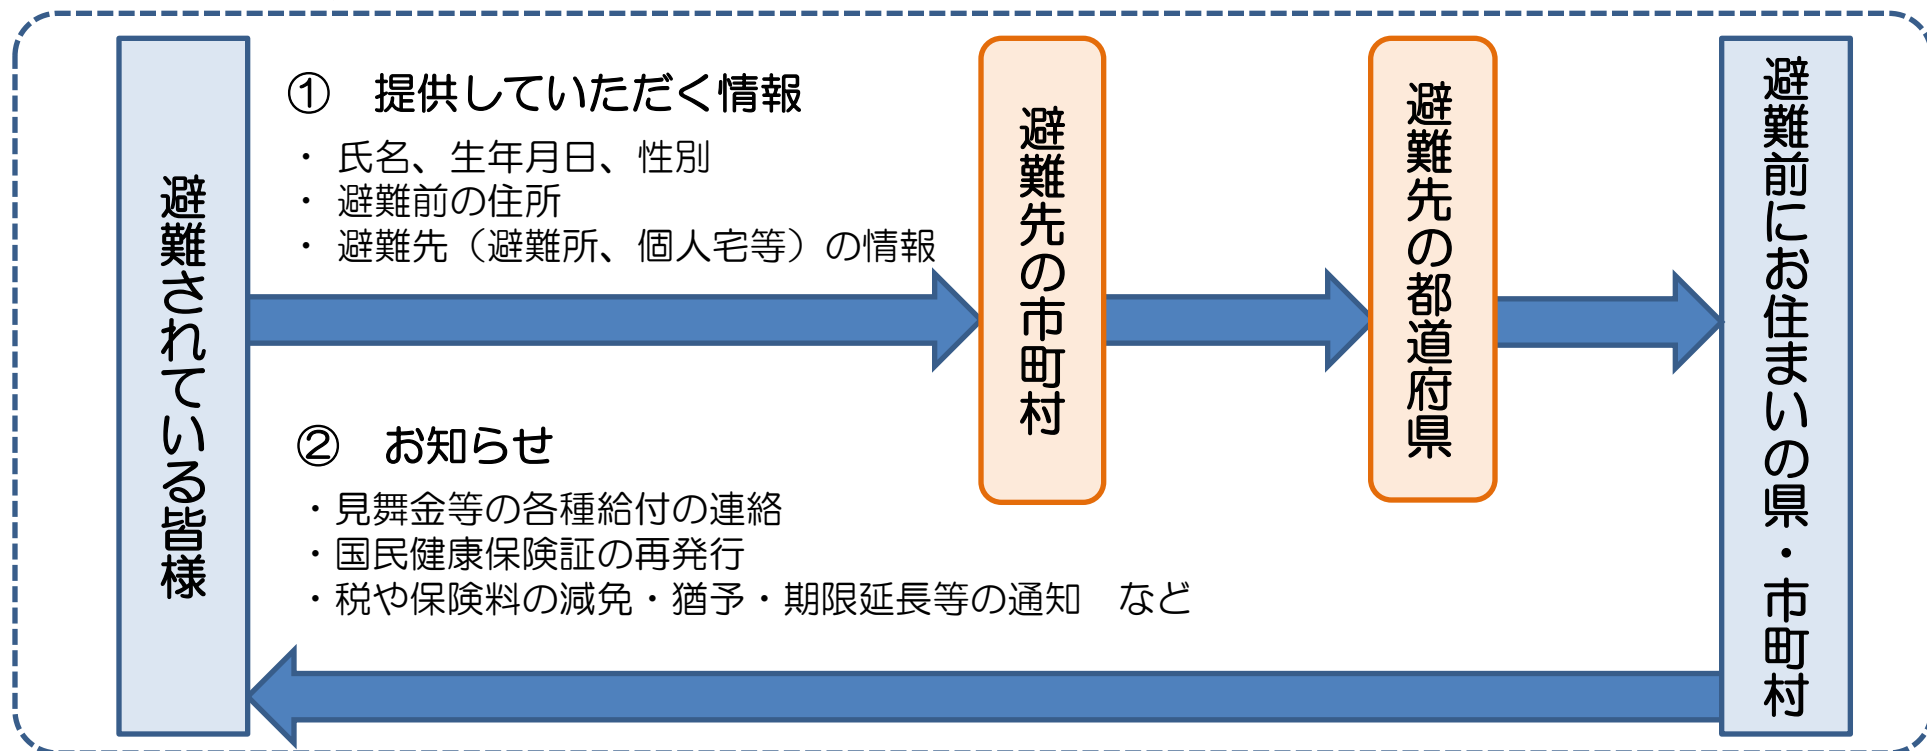 避難されている皆様
①　提供していただく情報
・ 氏名、生年月日、性別
・ 避難前の住所
・ 避難先（避難所、個人宅等）の情報
避難先の市町村
避難先の都道府県
避難前にお住まいの県・市町村
②　お知らせ
・見舞金等の各種給付の連絡
・国民健康保険証の再発行
・税や保険料の減免・猶予・期限延長等の通知　など